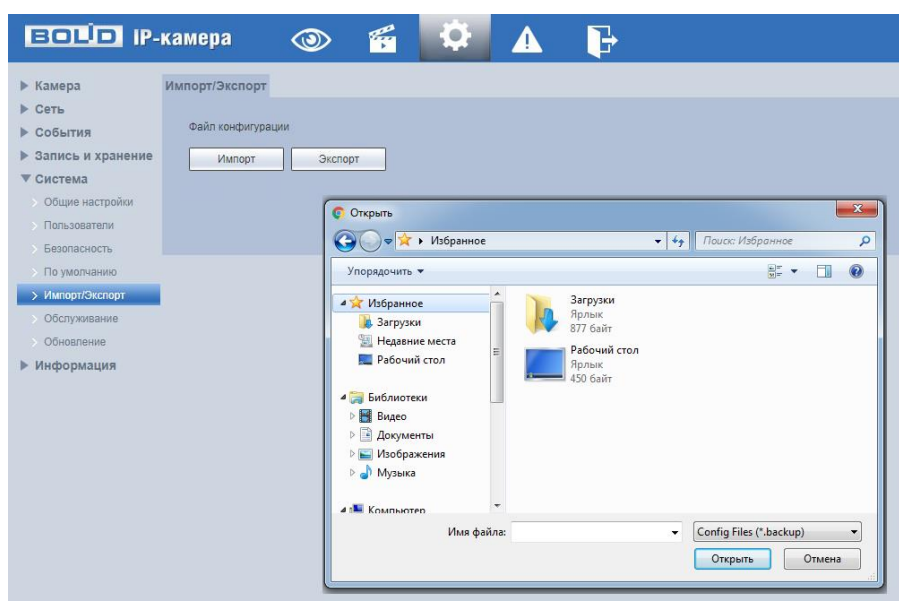 BOLID IP-камера
Камера
Сеть
События
Запись и хранение
Система
Общие настройки
Пользователи
Безопасность
По умолчанию
Импорт/Экспорт
Обслуживание
Обновление
Информация
Импорт/Экспорт
Файл конфигурации
Импорт Экспорт
Открыть
Избранное
Поиск: Избранное
Упорядочить
Избранное
Загрузки
Недавние места
Рабочий стол
Библиотеки
Видео
Документы
Изображения
Музыка
Компьютер
Загрузки
Ярлык
877 байт
Рабочий стол
Ярлык
450 байт
Имя файла:
Config Files (*.backup)
Открыть Отмена